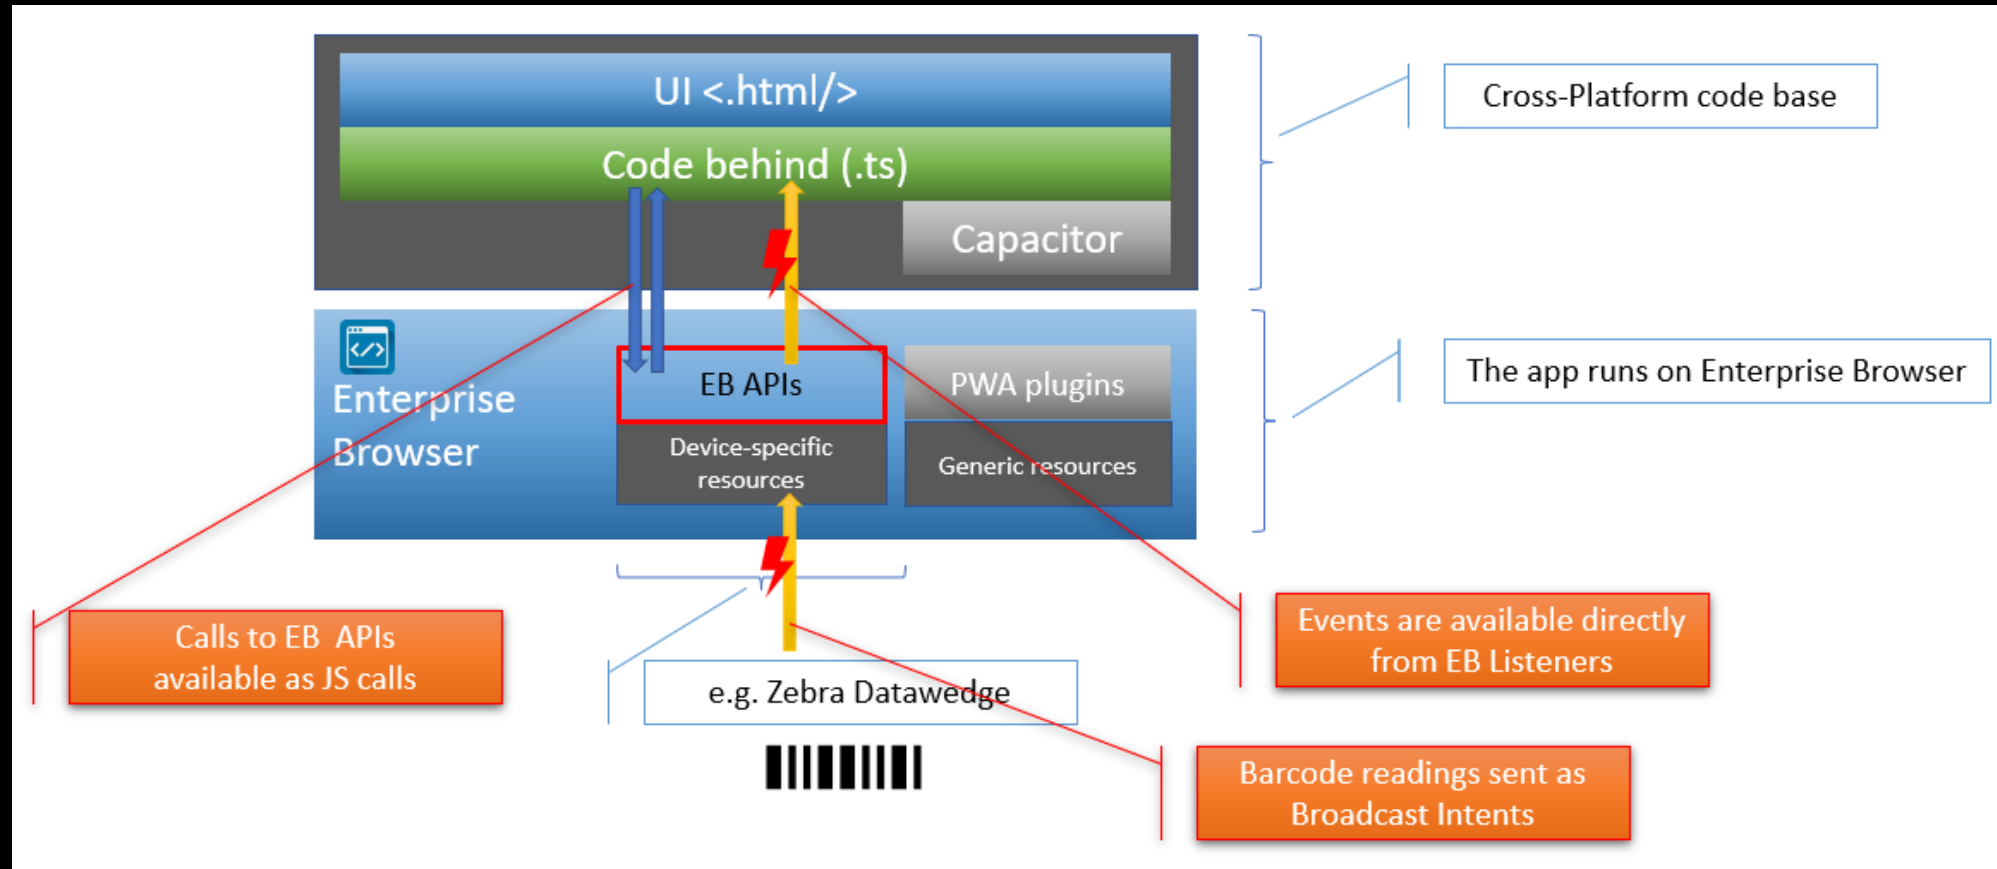 UI <.html/>
Code behind (.ts)
Capacitor
Cross-Platform code base
</>
Enterprise
Browser
EB APIs
PWA plugins
Device-specific
resources
Generic resources
The app runs on Enterprise Browser
Calls to EB  APIs
available as JS calls
Events are available directly
from EB Listeners
e.g. Zebra Datawedge
Barcode readings sent as
Broadcast Intents